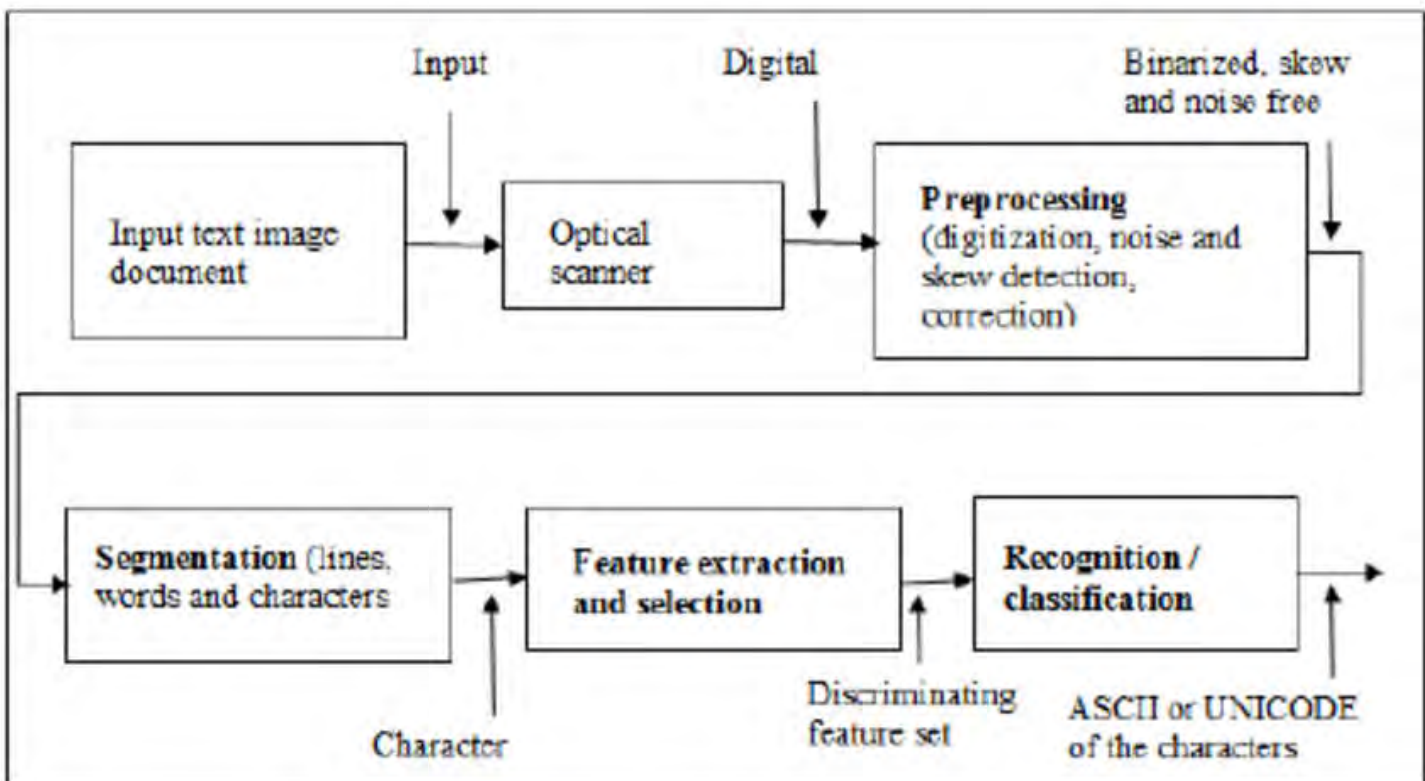 Input
Digital
Binarized, skew
and noise free
Input text image
document
Optical
scanner
Preprocessing
(digitization, noise and
skew detection,
correction)
Segmentation (lines,
words and characters
Feature extraction
and selection
Recognition /
classification
Character
Discriminating
feature set
ASCII or UNICODE
of the characters